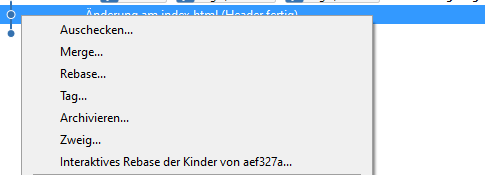 Änderung am index.html (Header fertig)
Auschecken...
Merge...
Rebase...
Tag...
Archivieren...
Zweig...
Interaktives Rebase der Kinder von aef327a...